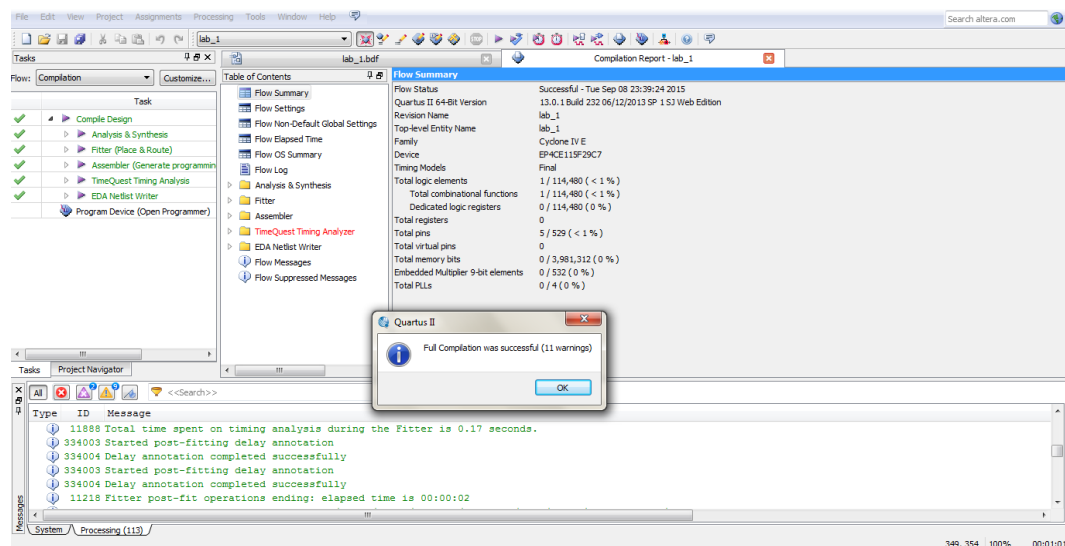 File Edit View Project Assignments Processing Tools Window Help
Search altera.com
lab_1
Tasks
Flow: Compilation Customize...
Task
Compile Design
Analysis & Synthesis
Fitter (Place & Route)
Assembler (Generate programmin
TimeQuest Timing Analysis
EDA Netlist Writer
Program Device (Open Programmer)
Tasks Project Navigator
lab_1.bdf
Compilation Report - lab_1
Table of Contents
Flow Summary
Flow Settings
Flow Non-Default Global Settings
Flow Elapsed Time
Flow OS Summary
Flow Log
Analysis & Synthesis
Fitter
Assembler
TimeQuest Timing Analyzer
EDA Netlist Writer
Flow Messages
Flow Suppressed Messages
Flow Summary
Flow Status Successful - Tue Sep 08 23:39:24 2015
Quartus II 64-Bit Version 13.0.1 Build 232 06/12/2013 SP 1 SJ Web Edition
Revision Name lab_1
Top-level Entity Name lab_1
Family Cyclone IV E
Device EP4CE115F29C7
Timing Models Final
Total logic elements 1 / 114,480 ( < 1 % )
Total combinational functions 1 / 114,480 ( < 1 % )
Dedicated logic registers 0 / 114,480 ( 0 % )
Total registers 0
Total pins 5 / 529 ( < 1 % )
Total virtual pins 0
Total memory bits 0 / 3,981,312 ( 0 % )
Embedded Multiplier 9-bit elements 0 / 532 ( 0 % )
Total PLLs 0 / 4 ( 0 % )
Quartus II
Full Compilation was successful (11 warnings)
OK
All <<Search>>
Type ID Message
11888 Total time spent on timing analysis during the Fitter is 0.17 seconds.
334003 Started post-fitting delay annotation
334004 Delay annotation completed successfully
334003 Started post-fitting delay annotation
334004 Delay annotation completed successfully
11218 Fitter post-fit operations ending: elapsed time is 00:00:02
Messages
System Processing (113)
349, 354 100% 00:01:01